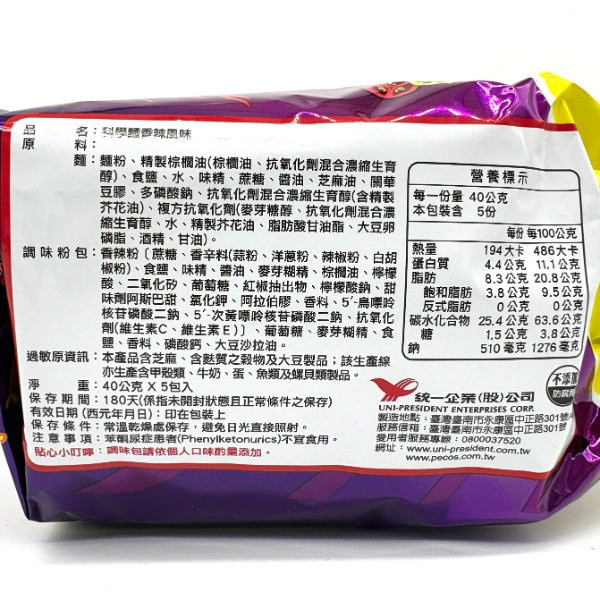 品 名：科學麵香辣風味
原 料：
麵：麵粉、精製棕櫚油(棕櫚油、抗氧化劑混合濃縮生育
醇)、食鹽、水、味精、蔗糖、醬油、芝麻油、關華
豆膠、多磷酸鈉、抗氧化劑混合濃縮生育醇(含精製
芥花油)、複方抗氧化劑(麥芽糖醇、抗氧化劑混合濃
縮生育醇、水、精製芥花油、脂肪酸甘油酯、大豆卵
磷脂、酒精、甘油)。
調味粉包：香辣粉〔蔗糖、香辛料(蒜粉、洋蔥粉、辣椒粉、白胡
椒粉)、食鹽、味精、醬油、麥芽糊精、棕櫚油、檸檬
酸、二氧化矽、葡萄糖、紅椒抽出物、檸檬酸鈉、甜
味劑阿斯巴甜、氯化鉀、阿拉伯膠、香料、5'-鳥嘌呤
核苷磷酸二鈉、5'-次黃嘌呤核苷磷酸二鈉、抗氧化
劑(維生素C、維生素E)〕、葡萄糖、麥芽糊精、食
鹽、香料、磷酸鈣、大豆沙拉油。
過敏原資訊：本產品含芝麻、含麩質之穀物及大豆製品；該生產線
亦生產含甲殼類、牛奶、蛋、魚類及螺貝類製品。
淨 重：40公克X5包入
保存期間：180天(係指未開封狀態且正常條件之保存)
有效日期(西元年月日)：印在包裝上
保存條件：常溫乾燥處保存，避免日光直接照射。
注意事項：苯酮尿症患者(Phenylketonurics)不宜食用。
貼心小叮嚀：調味包請依個人口味酌量添加。
營養標示
每一份量 40公克
本包裝含 5份
每份 每100公克
熱量 194大卡 486大卡
蛋白質 4.4公克 11.1公克
脂肪 8.3公克 20.8公克
飽和脂肪 3.8公克 9.5公克
反式脂肪 0公克 0公克
碳水化合物 25.4公克 63.6公克
糖 1.5公克 3.8公克
鈉 510毫克 1276毫克
統一企業(股)公司
UNI-PRESIDENT ENTERPRISES CORP.
製造地點：臺灣臺南市永康區中正路301號
服務信箱：臺灣臺南市永康區中正路301號
愛用者服務專線：0800037520
網址：www.uni-president.com.tw
www.pecos.com.tw
不添加
防腐劑